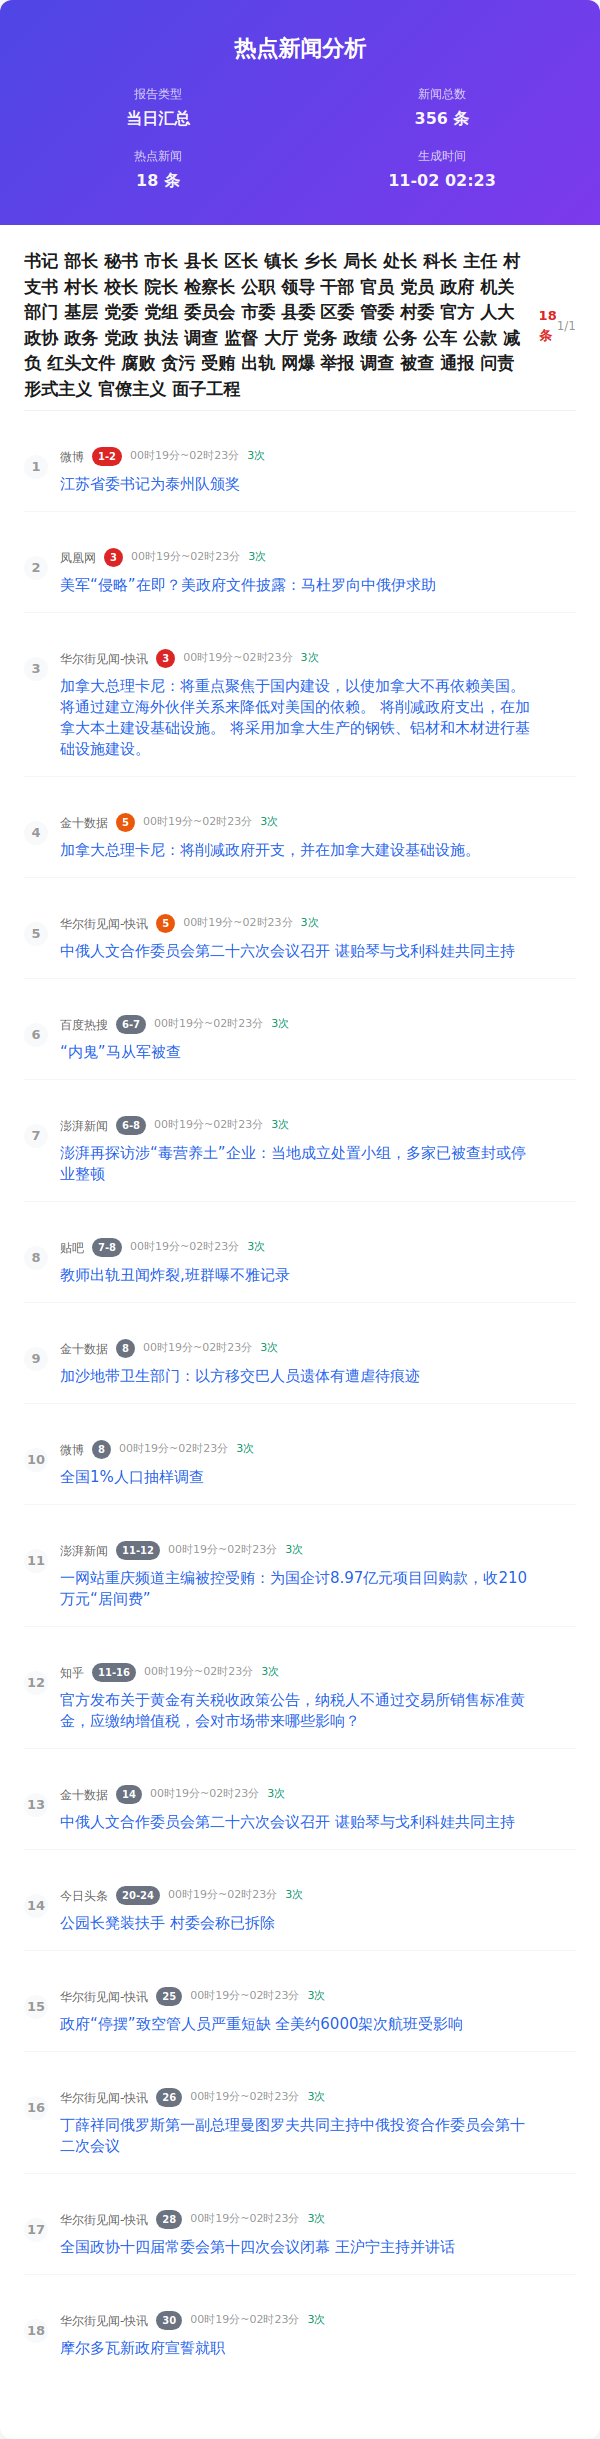 热点新闻分析
报告类型
新闻总数
当日汇总
356 条
热点新闻
生成时间
18 条
11-02 02:23
书记 部长 秘书 市长 县长 区长 镇长 乡长 局长 处长 科长 主任 村
支书 村长 校长 院长 检察长 公职 领导 干部 官员 党员 政府 机关
部门 基层 党委 党组 委员会 市委 县委 区委 管委 村委 官方 人大
政协 政务 党政 执法 调查 监督 大厅 党务 政绩 公务 公车 公款 减
负 红头文件 腐败 贪污 受贿 出轨 网爆 举报 调查 被查 通报 问责
形式主义 官僚主义 面子工程
18
条
1/1
1
微博 1-2 00时19分~02时23分 3次
江苏省委书记为泰州队颁奖
2
凤凰网 3 00时19分~02时23分 3次
美军“侵略”在即？美政府文件披露：马杜罗向中俄伊求助
3
华尔街见闻-快讯 3 00时19分~02时23分 3次
加拿大总理卡尼：将重点聚焦于国内建设，以使加拿大不再依赖美国。
将通过建立海外伙伴关系来降低对美国的依赖。 将削减政府支出，在加
拿大本土建设基础设施。 将采用加拿大生产的钢铁、铝材和木材进行基
础设施建设。
4
金十数据 5 00时19分~02时23分 3次
加拿大总理卡尼：将削减政府开支，并在加拿大建设基础设施。
5
华尔街见闻-快讯 5 00时19分~02时23分 3次
中俄人文合作委员会第二十六次会议召开 谌贻琴与戈利科娃共同主持
6
百度热搜 6-7 00时19分~02时23分 3次
“内鬼”马从军被查
7
澎湃新闻 6-8 00时19分~02时23分 3次
澎湃再探访涉“毒营养土”企业：当地成立处置小组，多家已被查封或停
业整顿
8
贴吧 7-8 00时19分~02时23分 3次
教师出轨丑闻炸裂,班群曝不雅记录
9
金十数据 8 00时19分~02时23分 3次
加沙地带卫生部门：以方移交巴人员遗体有遭虐待痕迹
10
微博 8 00时19分~02时23分 3次
全国1%人口抽样调查
11
澎湃新闻 11-12 00时19分~02时23分 3次
一网站重庆频道主编被控受贿：为国企讨8.97亿元项目回购款，收210
万元“居间费”
12
知乎 11-16 00时19分~02时23分 3次
官方发布关于黄金有关税收政策公告，纳税人不通过交易所销售标准黄
金，应缴纳增值税，会对市场带来哪些影响？
13
金十数据 14 00时19分~02时23分 3次
中俄人文合作委员会第二十六次会议召开 谌贻琴与戈利科娃共同主持
14
今日头条 20-24 00时19分~02时23分 3次
公园长凳装扶手 村委会称已拆除
15
华尔街见闻-快讯 25 00时19分~02时23分 3次
政府“停摆”致空管人员严重短缺 全美约6000架次航班受影响
16
华尔街见闻-快讯 26 00时19分~02时23分 3次
丁薛祥同俄罗斯第一副总理曼图罗夫共同主持中俄投资合作委员会第十
二次会议
17
华尔街见闻-快讯 28 00时19分~02时23分 3次
全国政协十四届常委会第十四次会议闭幕 王沪宁主持并讲话
18
华尔街见闻-快讯 30 00时19分~02时23分 3次
摩尔多瓦新政府宣誓就职